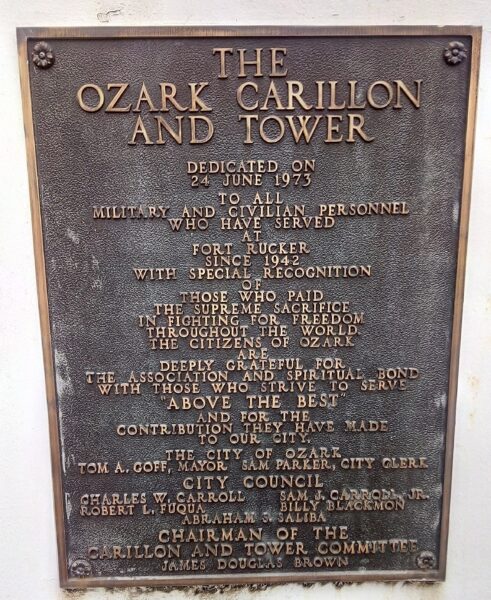 THE
OZARK CARILLON
AND TOWER
DEDICATED ON
24 JUNE 1973
TO ALL
MILITARY AND CIVILIAN PERSONNEL
WHO HAVE SERVED
AT
FORT RUCKER
SINCE 1942
WITH SPECIAL RECOGNITION
OF
THOSE WHO PAID
THE SUPREME SACRIFICE
IN FIGHTING FOR FREEDOM
THROUGHOUT THE WORLD.
THE CITIZENS OF OZARK
ARE
DEEPLY GRATEFUL FOR
THE ASSOCIATION AND SPIRITUAL BOND
WITH THOSE WHO STRIVE TO SERVE
"ABOVE THE BEST"
AND FOR THE
CONTRIBUTION THEY HAVE MADE
TO OUR CITY.
THE CITY OF OZARK
TOM A. GOFF, MAYOR SAM PARKER, CITY CLERK
CITY COUNCIL
CHARLES W. CARROLL SAM J. CARROLL, JR.
ROBERT L. FUQUA BILLY BLACKMON
ABRAHAM S. SALIBA
CHAIRMAN OF THE
CARILLON AND TOWER COMMITTEE
JAMES DOUGLAS BROWN